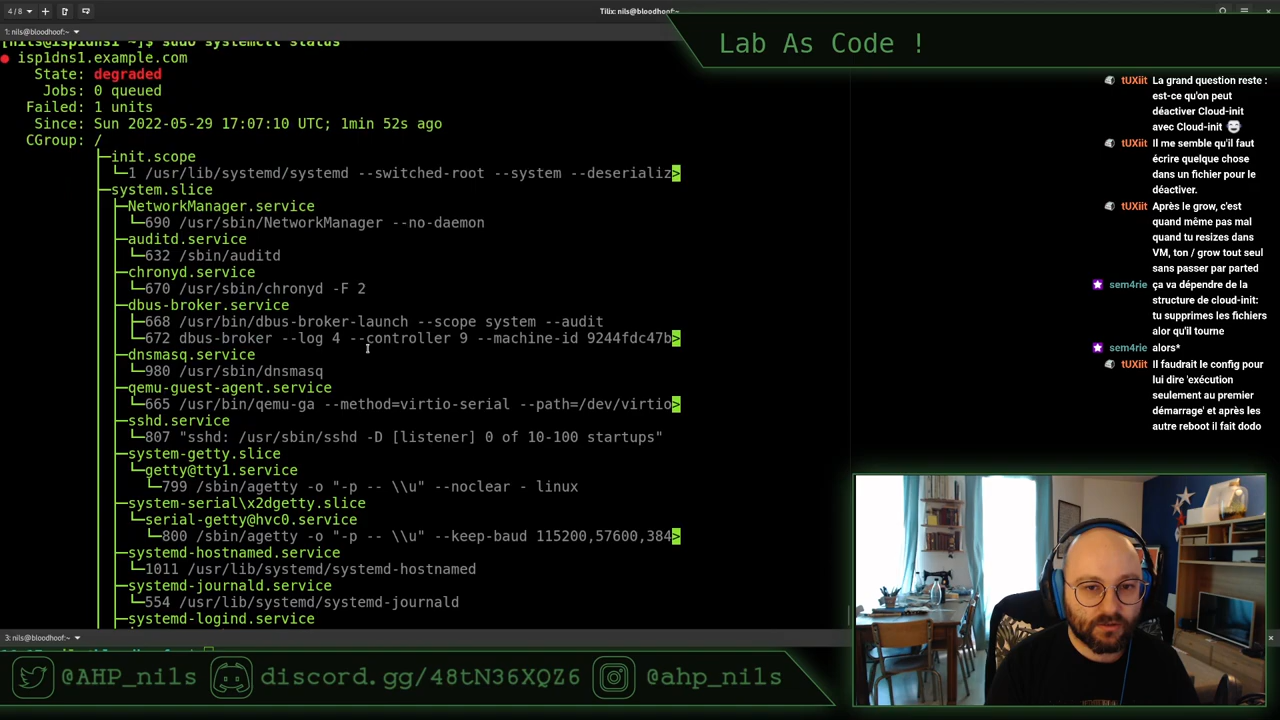 4 / 8
Tilix: nils@bloodhoof:~
1: nils@bloodhoof:~
[nils@isp1dns1 ~]$ sudo systemctl status
● isp1dns1.example.com
State: degraded
Jobs: 0 queued
Failed: 1 units
Since: Sun 2022-05-29 17:07:10 UTC; 1min 52s ago
CGroup: /
├─init.scope
│ └─1 /usr/lib/systemd/systemd --switched-root --system --deserializ>
├─system.slice
├─NetworkManager.service
│ └─690 /usr/sbin/NetworkManager --no-daemon
├─auditd.service
│ └─632 /sbin/auditd
├─chronyd.service
│ └─670 /usr/sbin/chronyd -F 2
├─dbus-broker.service
│ ├─668 /usr/bin/dbus-broker-launch --scope system --audit
│ └─672 dbus-broker --log 4 --controller 9 --machine-id 9244fdc47b>
├─dnsmasq.service
│ └─980 /usr/sbin/dnsmasq
├─qemu-guest-agent.service
│ └─665 /usr/bin/qemu-ga --method=virtio-serial --path=/dev/virtio>
├─sshd.service
│ └─807 "sshd: /usr/sbin/sshd -D [listener] 0 of 10-100 startups"
├─system-getty.slice
│ └─getty@tty1.service
│ └─799 /sbin/agetty -o "-p -- \\u" --noclear - linux
├─system-serial\x2dgetty.slice
│ └─serial-getty@hvc0.service
│ └─800 /sbin/agetty -o "-p -- \\u" --keep-baud 115200,57600,384>
├─systemd-hostnamed.service
│ └─1011 /usr/lib/systemd/systemd-hostnamed
├─systemd-journald.service
│ └─554 /usr/lib/systemd/systemd-journald
├─systemd-logind.service
3: nils@bloodhoof:~
Lab As Code !
tUXiit La grand question reste :
est-ce qu'on peut
déactiver Cloud-init
avec Cloud-init
tUXiit Il me semble qu'il faut
écrire quelque chose
dans un fichier pour le
déactiver.
tUXiit Après le grow, c'est
quand même pas mal
quand tu resizes dans
VM, ton / grow tout seul
sans passer par parted
sem4rie ça va dépendre de la
structure de cloud-init:
tu supprimes les fichiers
alor qu'il tourne
sem4rie alors*
tUXiit Il faudrait le config pour
lui dire 'exécution
seulement au premier
démarrage' et après les
autre reboot il fait dodo
@AHP_nils
discord.gg/48tN36XQZ6
@ahp_nils